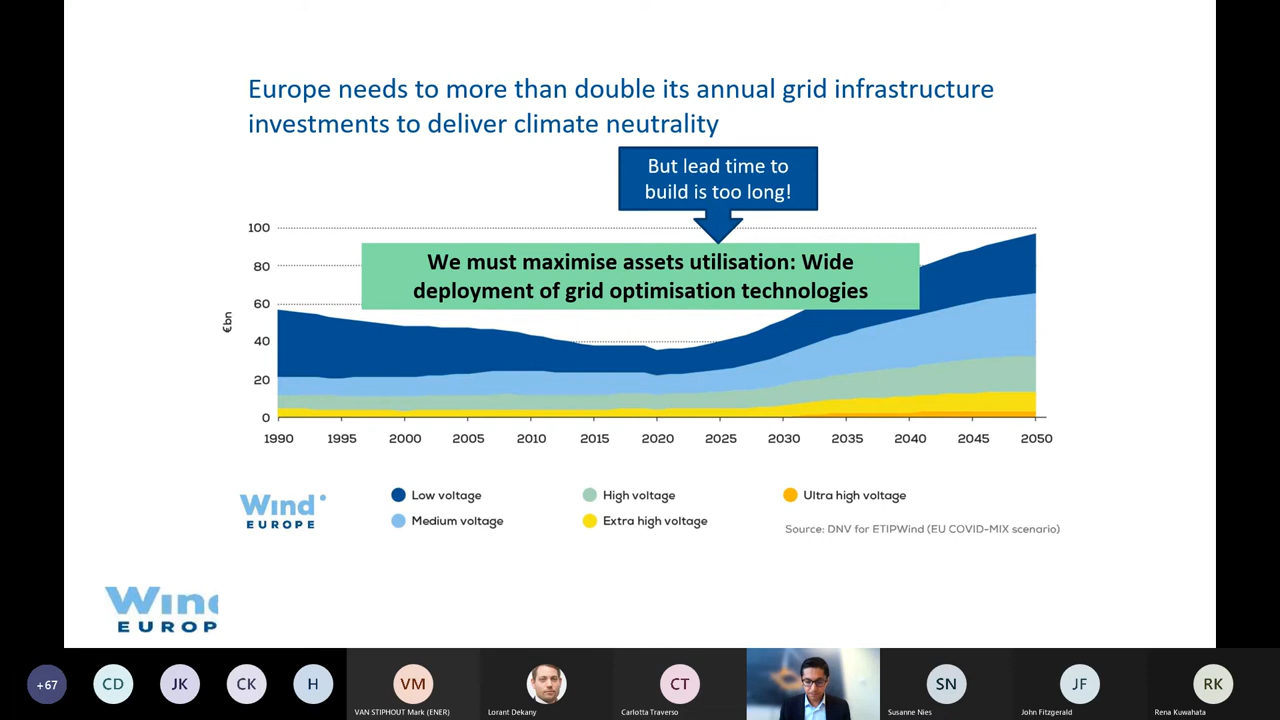 Europe needs to more than double its annual grid infrastructure
investments to deliver climate neutrality
But lead time to
build is too long!
We must maximise assets utilisation: Wide
deployment of grid optimisation technologies
€bn
100
80
60
40
20
0
1990 1995 2000 2005 2010 2015 2020 2025 2030 2035 2040 2045 2050
Wind
EUROPE
Low voltage
High voltage
Ultra high voltage
Medium voltage
Extra high voltage
Source: DNV for ETIPWind (EU COVID-MIX scenario)
Wind
EUROP
+67
CD
JK
CK
H
VM
CT
SN
JF
RK
VAN STIPHOUT Mark (ENER)
Lorant Dekany
Carlotta Traverso
Susanne Nies
John Fitzgerald
Rena Kuwahata